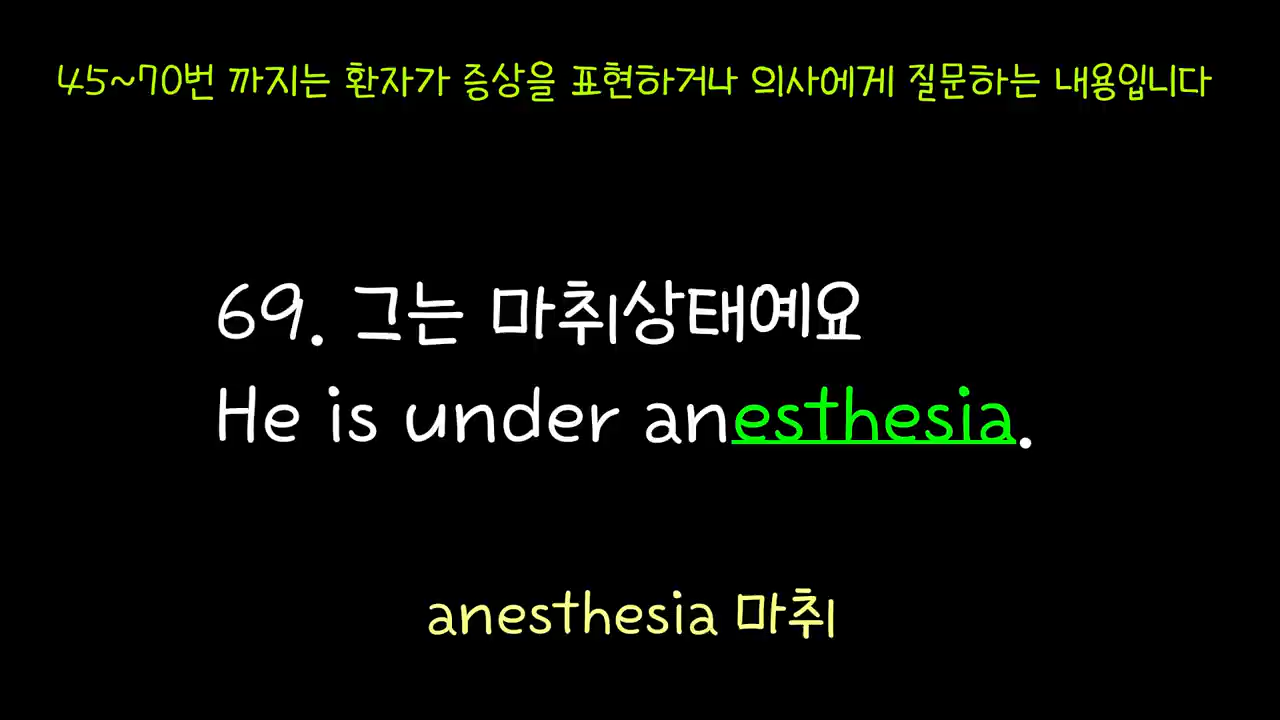 45~70번 까지는 환자가 증상을 표현하거나 의사에게 질문하는 내용입니다
69. 그는 마취상태예요
He is under anesthesia.
anesthesia 마취